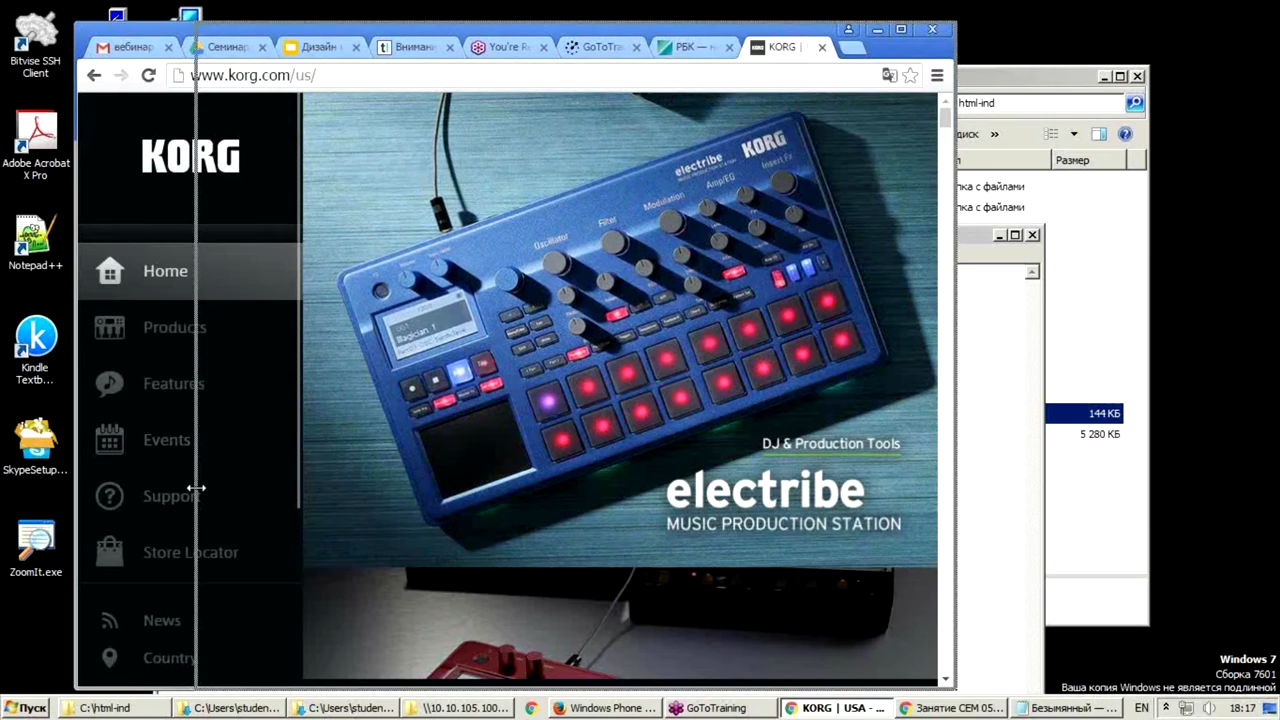 вебинар
Семинар
Дизайн
Вниман
You're Re
GoToTra
РБК — н
KORG |
www.korg.com/us/
Bitvise SSH
Client
Adobe Acrobat
X Pro
Notepad++
Kindle
Textb...
SkypeSetup...
ZoomIt.exe
KORG
Home
Products
Features
Events
Support
Store Locator
News
Country
electribe
KORG
Insert Fx
Amp/EG
Modulation
Filter
Oscillator
DJ & Production Tools
electribe
MUSIC PRODUCTION STATION
html-ind
диск »
Размер
пка с файлами
пка с файлами
144 КБ
5 280 КБ
Windows 7
Сборка 7601
Ваша копия Windows не является подлинной
Пуск
C:\html-ind
C:\Users\studen...
C:\Users\studen...
\\10.10.105.100...
Windows Phone ...
GoToTraining
KORG | USA - ...
Занятие СЕМ 05...
Безымянный ...
EN
18:17